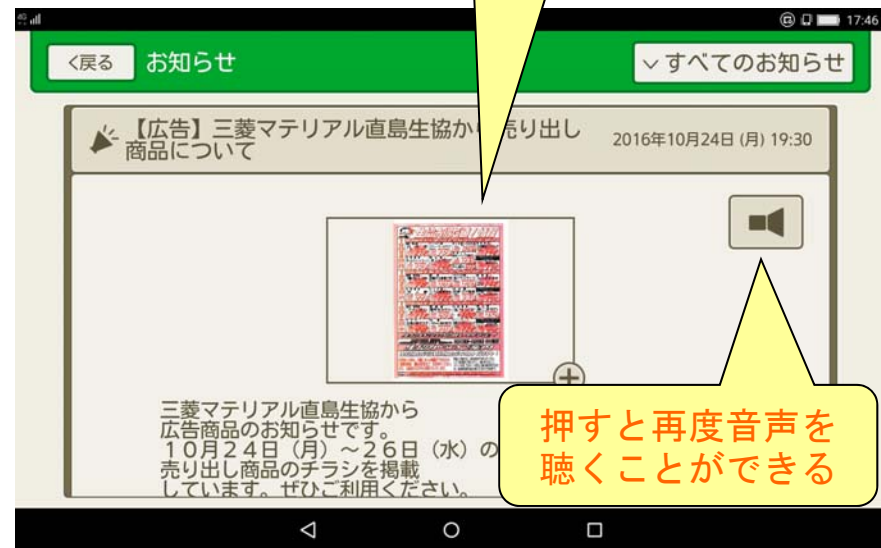 4G
17:46
<戻る
お知らせ
∨すべてのお知らせ
【広告】三菱マテリアル直島生協か 売り出し
商品について
2016年10月24日 (月) 19:30
三菱マテリアル直島生協から
広告商品のお知らせです。
10月24日（月）～26日（水）の
売り出し商品のチラシを掲載
しています。ぜひご利用ください。
押すと再度音声を
聴くことができる